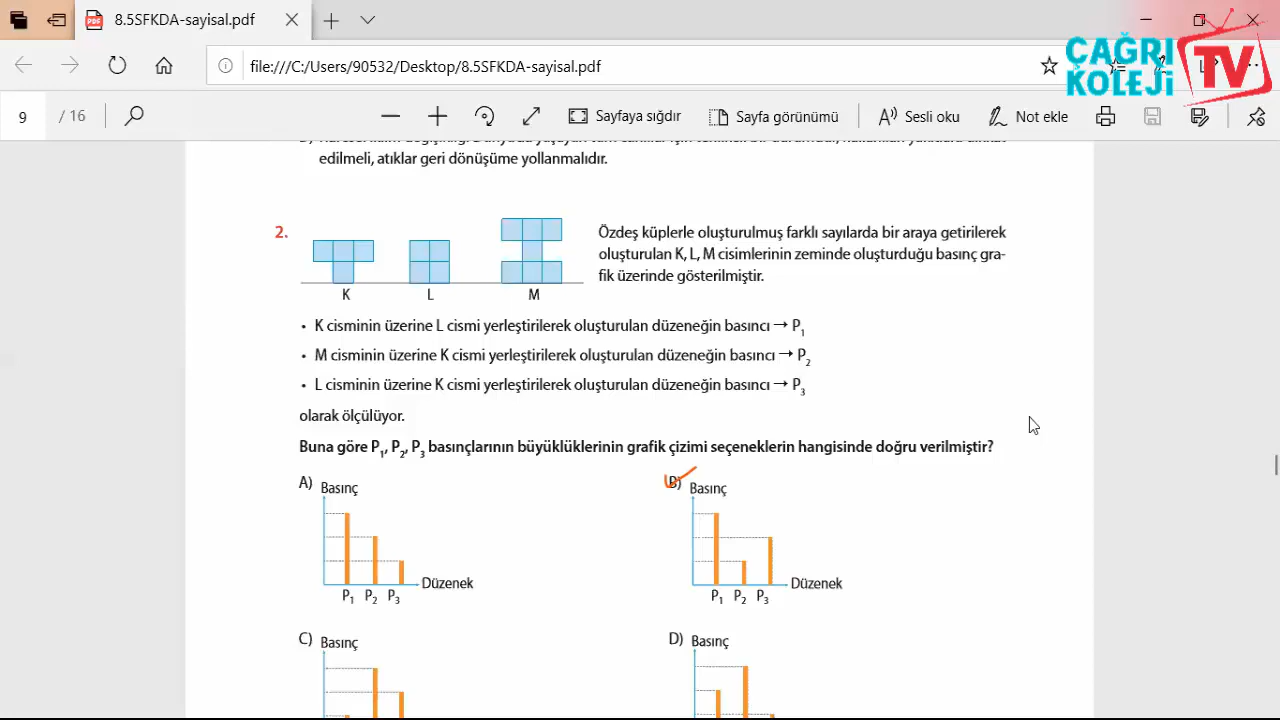 8.5SFKDA-sayisal.pdf
file:///C:/Users/90532/Desktop/8.5SFKDA-sayisal.pdf
ÇAĞRI
KOLEJİ
TV
9 / 16
Sayfaya sığdır
Sayfa görünümü
Sesli oku
Not ekle
edilmeli, atıklar geri dönüşüme yollanmalıdır.
2.
Özdeş küplerle oluşturulmuş farklı sayılarda bir araya getirilerek
oluşturulan K, L, M cisimlerinin zeminde oluşturduğu basınç gra-
fik üzerinde gösterilmiştir.
K L M
• K cisminin üzerine L cismi yerleştirilerek oluşturulan düzeneğin basıncı → P1
• M cisminin üzerine K cismi yerleştirilerek oluşturulan düzeneğin basıncı → P2
• L cisminin üzerine K cismi yerleştirilerek oluşturulan düzeneğin basıncı → P3
olarak ölçülüyor.
Buna göre P1, P2, P3 basınçlarının büyüklüklerinin grafik çizimi seçeneklerin hangisinde doğru verilmiştir?
A) Basınç
Düzenek
P1 P2 P3
B) Basınç
Düzenek
P1 P2 P3
C) Basınç
D) Basınç